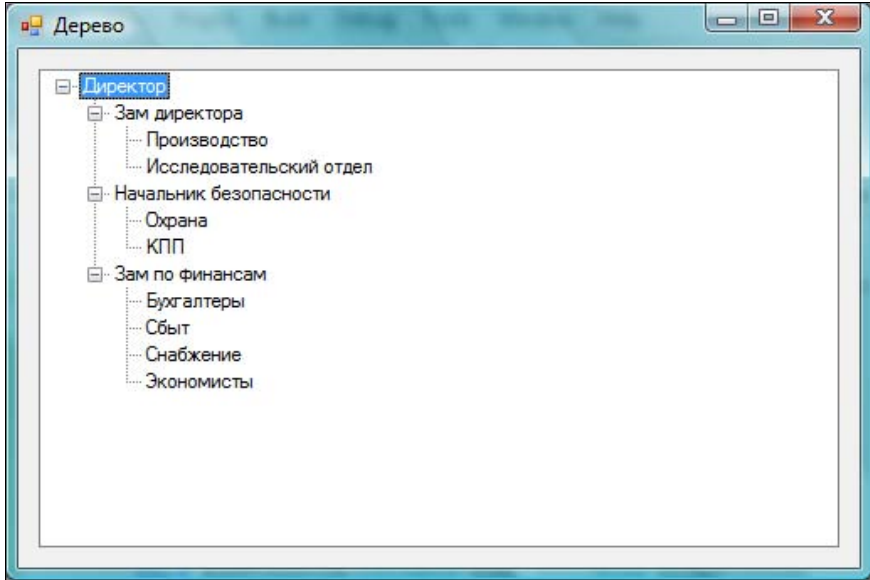 Дерево
Директор
Зам директора
Производство
Исследовательский отдел
Начальник безопасности
Охрана
КПП
Зам по финансам
Бухгалтеры
Сбыт
Снабжение
Экономисты